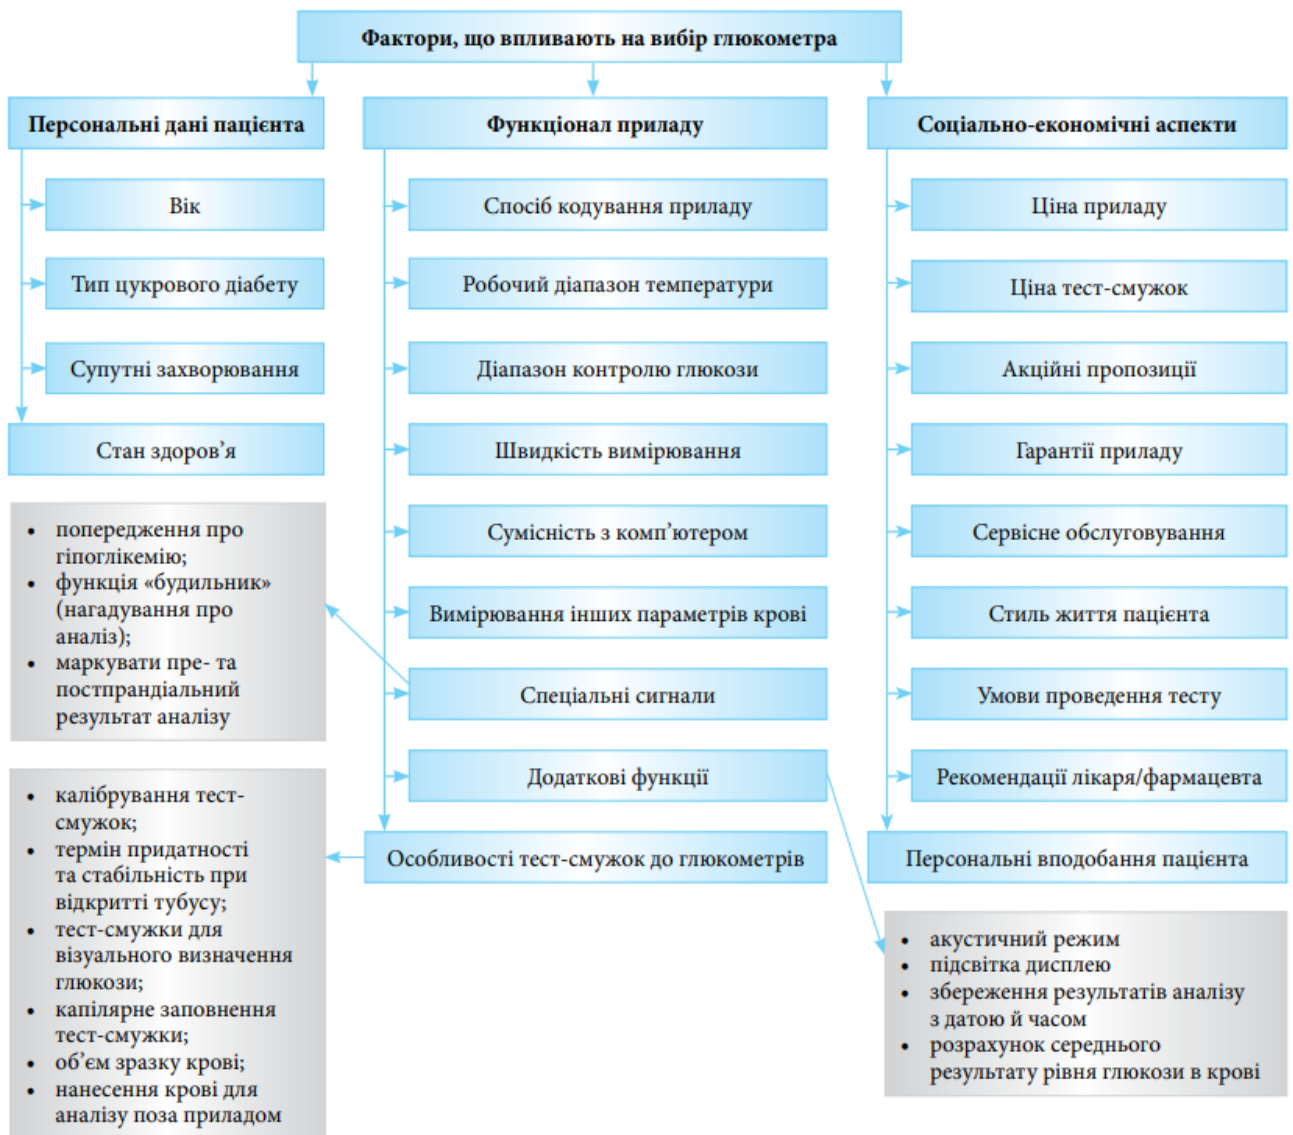 Фактори, що впливають на вибір глюкометра
Персональні дані пацієнта
Вік
Тип цукрового діабету
Супутні захворювання
Стан здоров’я
Функціонал приладу
Спосіб кодування приладу
Робочий діапазон температури
Діапазон контролю глюкози
Швидкість вимірювання
Сумісність з комп’ютером
Вимірювання інших параметрів крові
Спеціальні сигнали
Додаткові функції
Особливості тест-смужок до глюкометрів
Соціально-економічні аспекти
Ціна приладу
Ціна тест-смужок
Акційні пропозиції
Гарантії приладу
Сервісне обслуговування
Стиль життя пацієнта
Умови проведення тесту
Рекомендації лікаря/фармацевта
Персональні вподобання пацієнта
• попередження про
гіпоглікемію;
• функція «будильник»
(нагадування про
аналіз);
• маркувати пре- та
постпрандіальний
результат аналізу
• калібрування тест-
смужок;
• термін придатності
та стабільність при
відкритті тубусу;
• тест-смужки для
візуального визначення
глюкози;
• капілярне заповнення
тест-смужки;
• об’єм зразку крові;
• нанесення крові для
аналізу поза приладом
• акустичний режим
• підсвітка дисплею
• збереження результатів аналізу
з датою й часом
• розрахунок середнього
результату рівня глюкози в крові